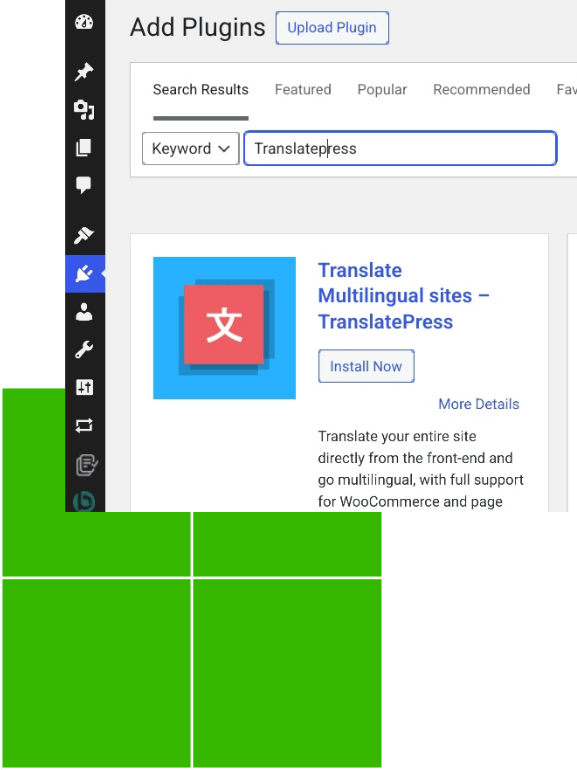 Add Plugins Upload Plugin
Search Results Featured Popular Recommended Fav
Keyword Translatepress
文
Translate
Multilingual sites –
TranslatePress
Install Now
More Details
Translate your entire site
directly from the front-end and
go multilingual, with full support
for WooCommerce and page